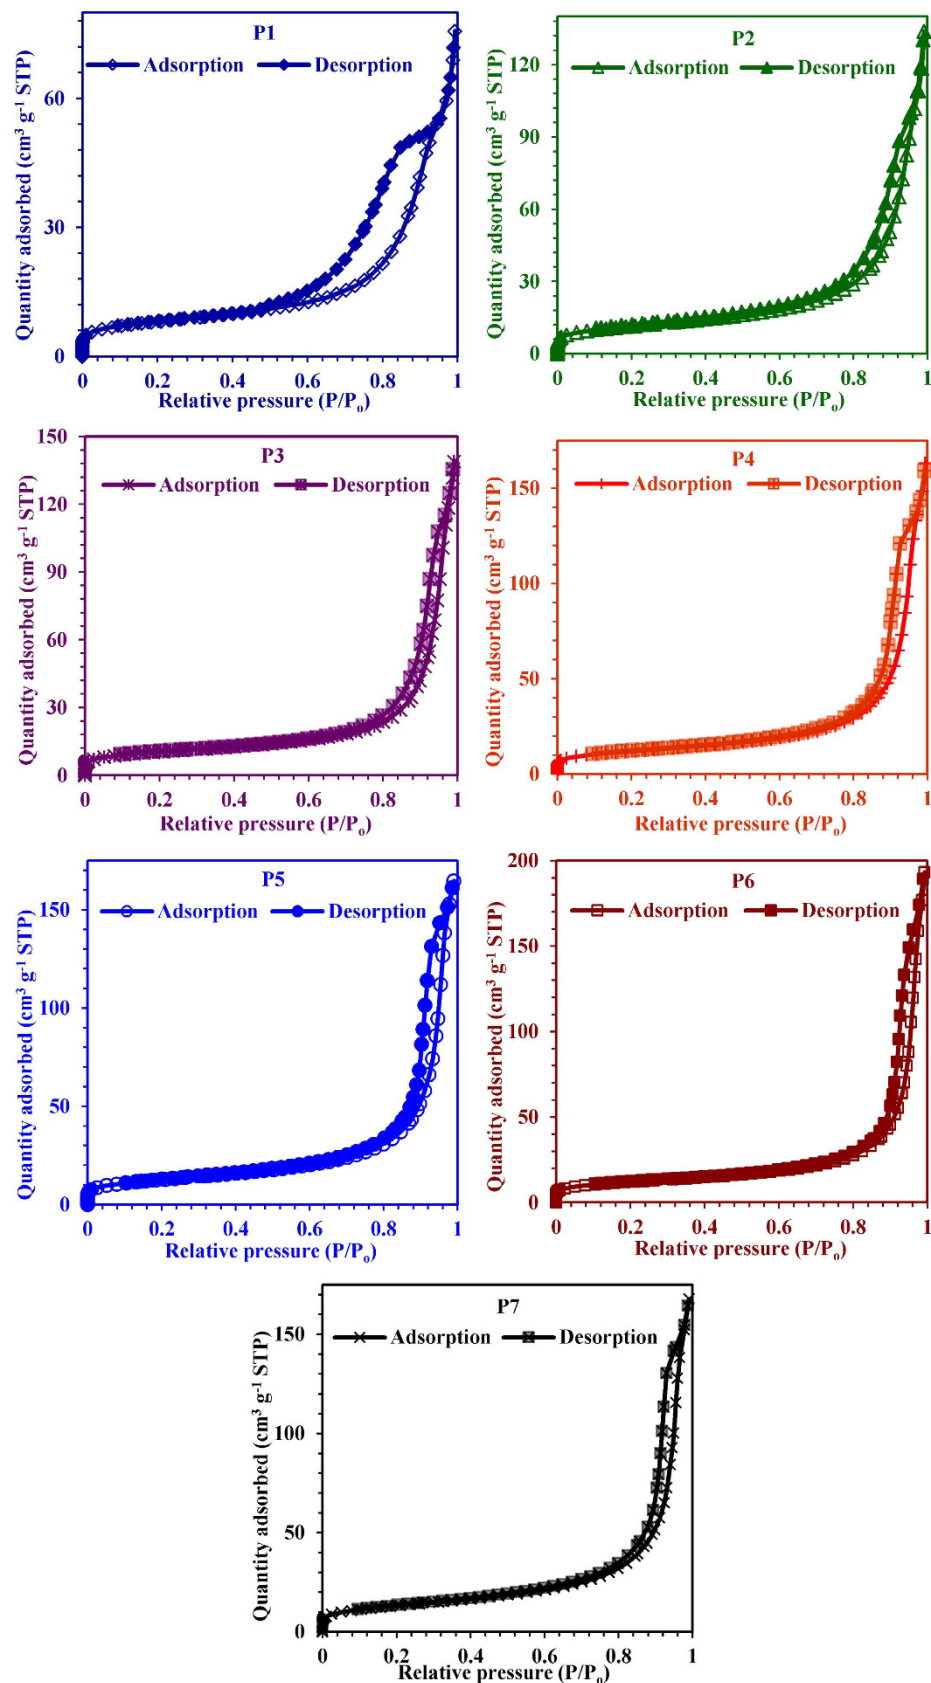 P1
Adsorption Desorption
Quantity adsorbed (cm³ g⁻¹ STP)
60
30
0
0 0.2 0.4 0.6 0.8 1
Relative pressure (P/Pₒ)
P2
Adsorption Desorption
Quantity adsorbed (cm³ g⁻¹ STP)
120
90
60
30
0
0 0.2 0.4 0.6 0.8 1
Relative pressure (P/Pₒ)
P3
Adsorption Desorption
Quantity adsorbed (cm³ g⁻¹ STP)
150
120
90
60
30
0
0 0.2 0.4 0.6 0.8 1
Relative pressure (P/Pₒ)
P4
Adsorption Desorption
Quantity adsorbed (cm³ g⁻¹ STP)
150
100
50
0
0 0.2 0.4 0.6 0.8 1
Relative pressure (P/Pₒ)
P5
Adsorption Desorption
Quantity adsorbed (cm³ g⁻¹ STP)
150
100
50
0
0 0.2 0.4 0.6 0.8 1
Relative pressure (P/Pₒ)
P6
Adsorption Desorption
Quantity adsorbed (cm³ g⁻¹ STP)
200
150
100
50
0
0 0.2 0.4 0.6 0.8 1
Relative pressure (P/Pₒ)
P7
Adsorption Desorption
Quantity adsorbed (cm³ g⁻¹ STP)
150
100
50
0
0 0.2 0.4 0.6 0.8 1
Relative pressure (P/Pₒ)